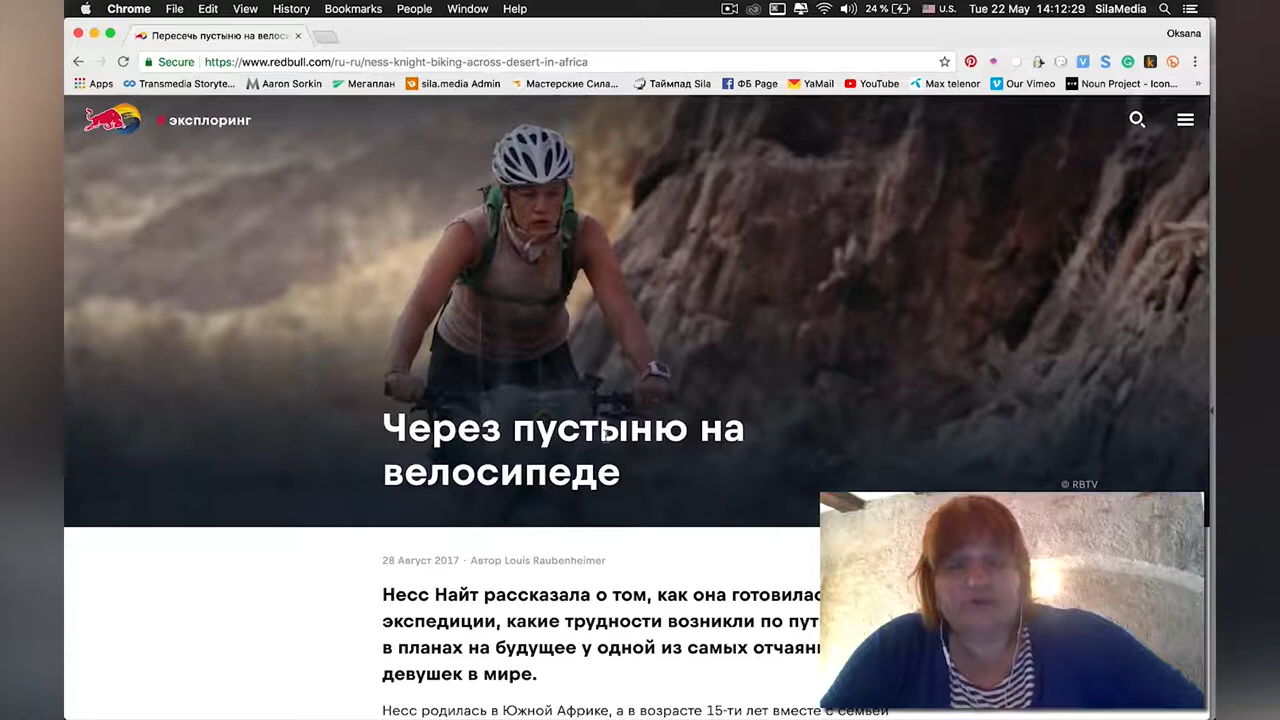 Chrome File Edit View History Bookmarks People Window Help 24 % U.S. Tue 22 May 14:12:29 SilaMedia
Пересечь пустыню на велос Oksana
Secure https://www.redbull.com/ru-ru/ness-knight-biking-across-desert-in-africa
Apps Transmedia Storyte... Aaron Sorkin Мегаплан sila.media Admin Мастерские Сила... Таймпад Sila ФБ Page YaMail YouTube Max telenor Our Vimeo Noun Project - Icon... »
# эксплоринг
Через пустыню на
велосипеде
© RBTV
28 Август 2017 · Автор Louis Raubenheimer
Несс Найт рассказала о том, как она готовилас
экспедиции, какие трудности возникли по пут
в планах на будущее у одной из самых отчаян
девушек в мире.
Несс родилась в Южной Африке, а в возрасте 15-ти лет вместе с семьей